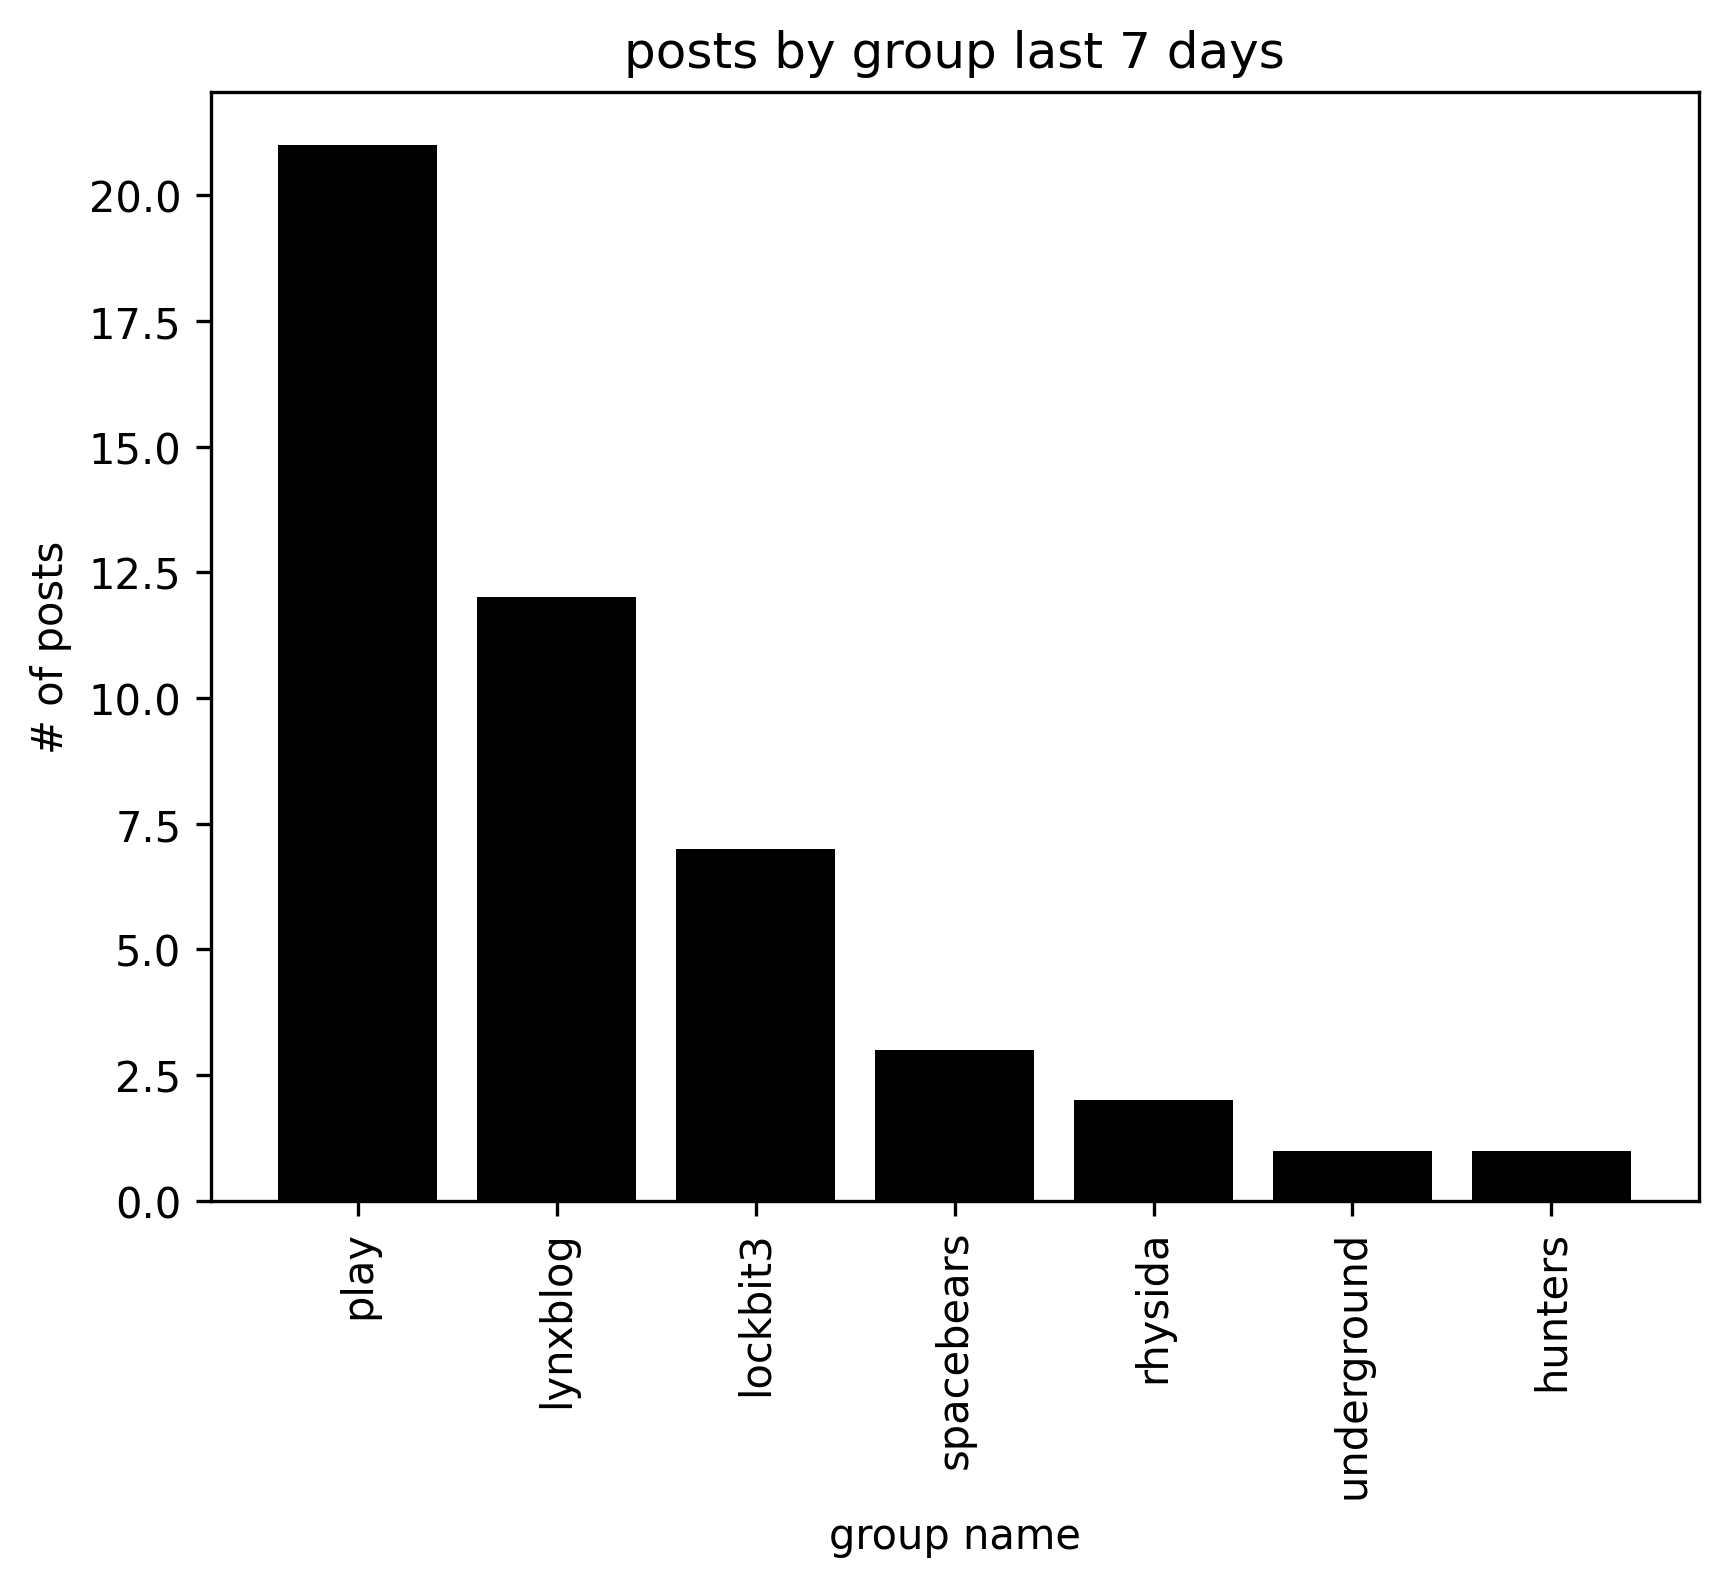 posts by group last 7 days
# of posts
20.0
17.5
15.0
12.5
10.0
7.5
5.0
2.5
0.0
play
lynxblog
lockbit3
spacebears
rhysida
underground
hunters
group name